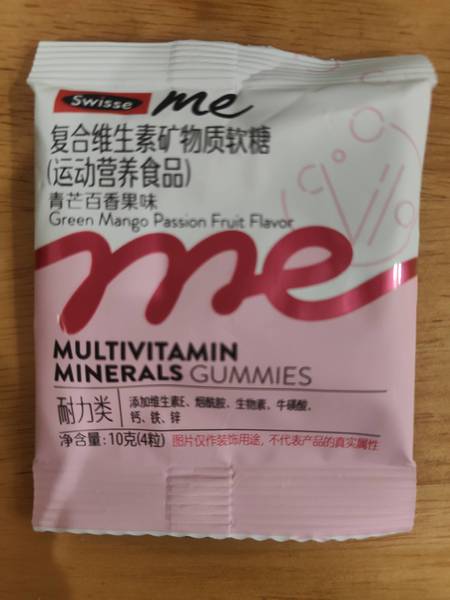 Swisse me
复合维生素矿物质软糖
(运动营养食品)
青芒百香果味
Green Mango Passion Fruit Flavor
me
MULTIVITAMIN
MINERALS GUMMIES
耐力类 添加维生素E、烟酰胺、生物素、牛磺酸、
钙、铁、锌
净含量: 10克(4粒) 图片仅作装饰用途, 不代表产品的真实属性